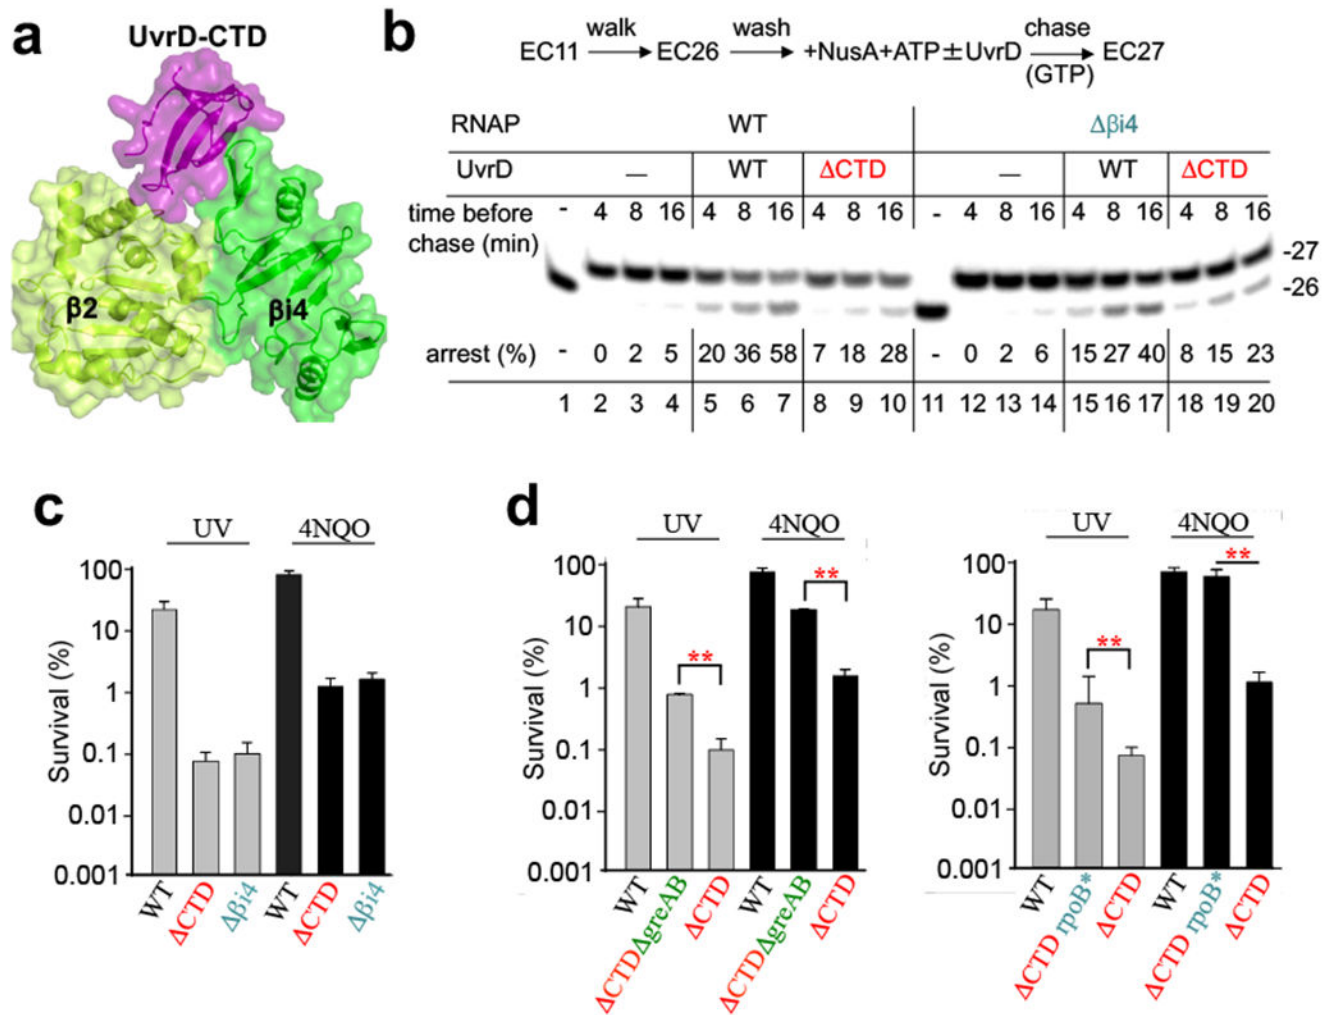 a
UvrD-CTD
β2
βi4
b
EC11 walk EC26 wash +NusA+ATP±UvrD chase (GTP) EC27
RNAP WT Δβi4
UvrD — WT ΔCTD — WT ΔCTD
time before chase (min) - 4 8 16 4 8 16 4 8 16 - 4 8 16 4 8 16 4 8 16
-27
-26
arrest (%) - 0 2 5 20 36 58 7 18 28 - 0 2 6 15 27 40 8 15 23
1 2 3 4 5 6 7 8 9 10 11 12 13 14 15 16 17 18 19 20
c
UV 4NQO
Survival (%)
100
10
1
0.1
0.01
0.001
WT ΔCTD Δβi4 WT ΔCTD Δβi4
d
UV 4NQO
Survival (%)
100
10
1
0.1
0.01
0.001
** **
WT ΔCTDΔgreAB ΔCTD WT ΔCTDΔgreAB ΔCTD
UV 4NQO
Survival (%)
100
10
1
0.1
0.01
0.001
** **
WT ΔCTD rpoB* ΔCTD WT ΔCTD rpoB* ΔCTD